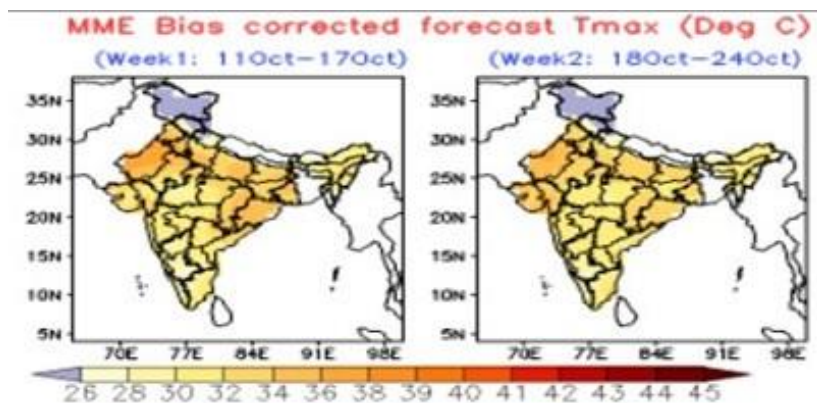 MME Bias corrected forecast Tmax (Deg C)
(Week1: 11Oct-17Oct) (Week2: 18Oct-24Oct)
35N 35N
30N 30N
25N 25N
20N 20N
15N 15N
10N 10N
5N 5N
70E 77E 84E 91E 98E 70E 77E 84E 91E 98E
26 28 30 32 34 36 38 39 40 41 42 43 44 45